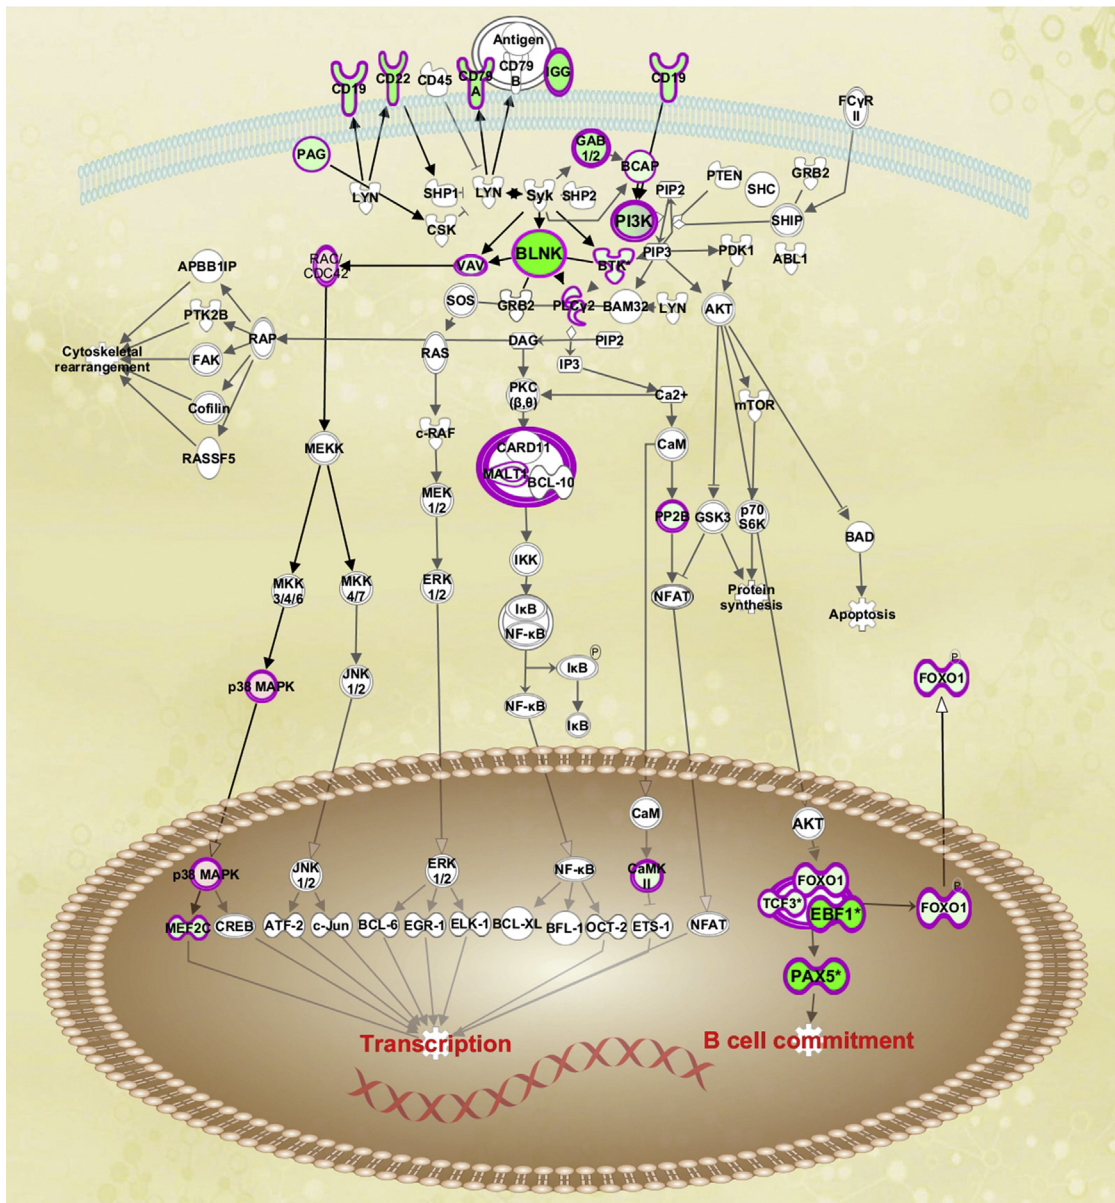 Antigen
CD19
CD22
CD45
CD79
A
CD79
B
IGG
CD19
FCγR
II
PAG
LYN
SHP1
CSK
LYN
Syk
SHP2
GAB
1/2
BCAP
PIP2
PTEN
SHC
GRB2
PI3K
SHIP
BLNK
PIP3
PDK1
ABL1
BTK*
VAV
RAC/
CDC42
APBB1IP
SOS
GRB2
PLCγ2
BAM32
LYN
AKT
PTK2B
RAP
Cytoskeletal
rearrangement
FAK
RAS
DAG
PIP2
IP3
Cofilin
PKC
(β,θ)
Ca2+
mTOR
RASSF5
MEKK
c-RAF
CARD11
MALT1
BCL-10
CaM
MEK
1/2
PP2B
GSK3
p70
S6K
BAD
IKK
MKK
3/4/6
MKK
4/7
ERK
1/2
IκB
NF-κB
NFAT
Protein
synthesis
Apoptosis
p38 MAPK
JNK
1/2
P
IκB
NF-κB
IκB
P
FOXO1
CaM
AKT
p38 MAPK
JNK
1/2
ERK
1/2
NF-κB
CaMK
II
FOXO1
TCF3*
EBF1*
P
FOXO1
MEF2C
CREB
ATF-2
c-Jun
BCL-6
EGR-1
ELK-1
BCL-XL
BFL-1
OCT-2
ETS-1
NFAT
PAX5*
Transcription
B cell commitment